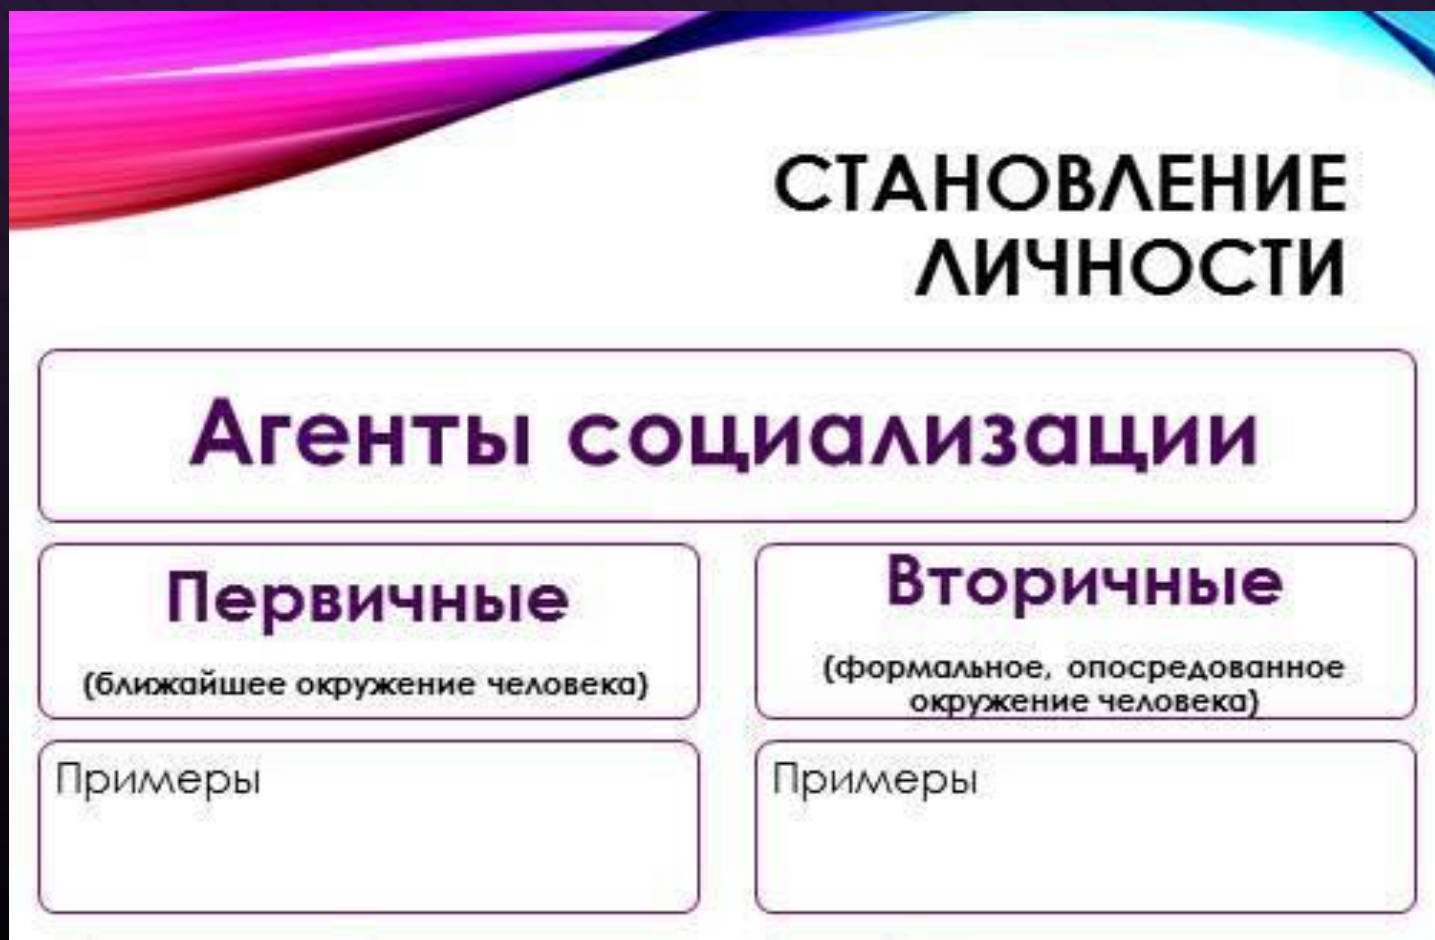 СТАНОВЛЕНИЕ
ЛИЧНОСТИ
Агенты социализации
Первичные
(ближайшее окружение человека)
Вторичные
(формальное, опосредованное
окружение человека)
Примеры
Примеры